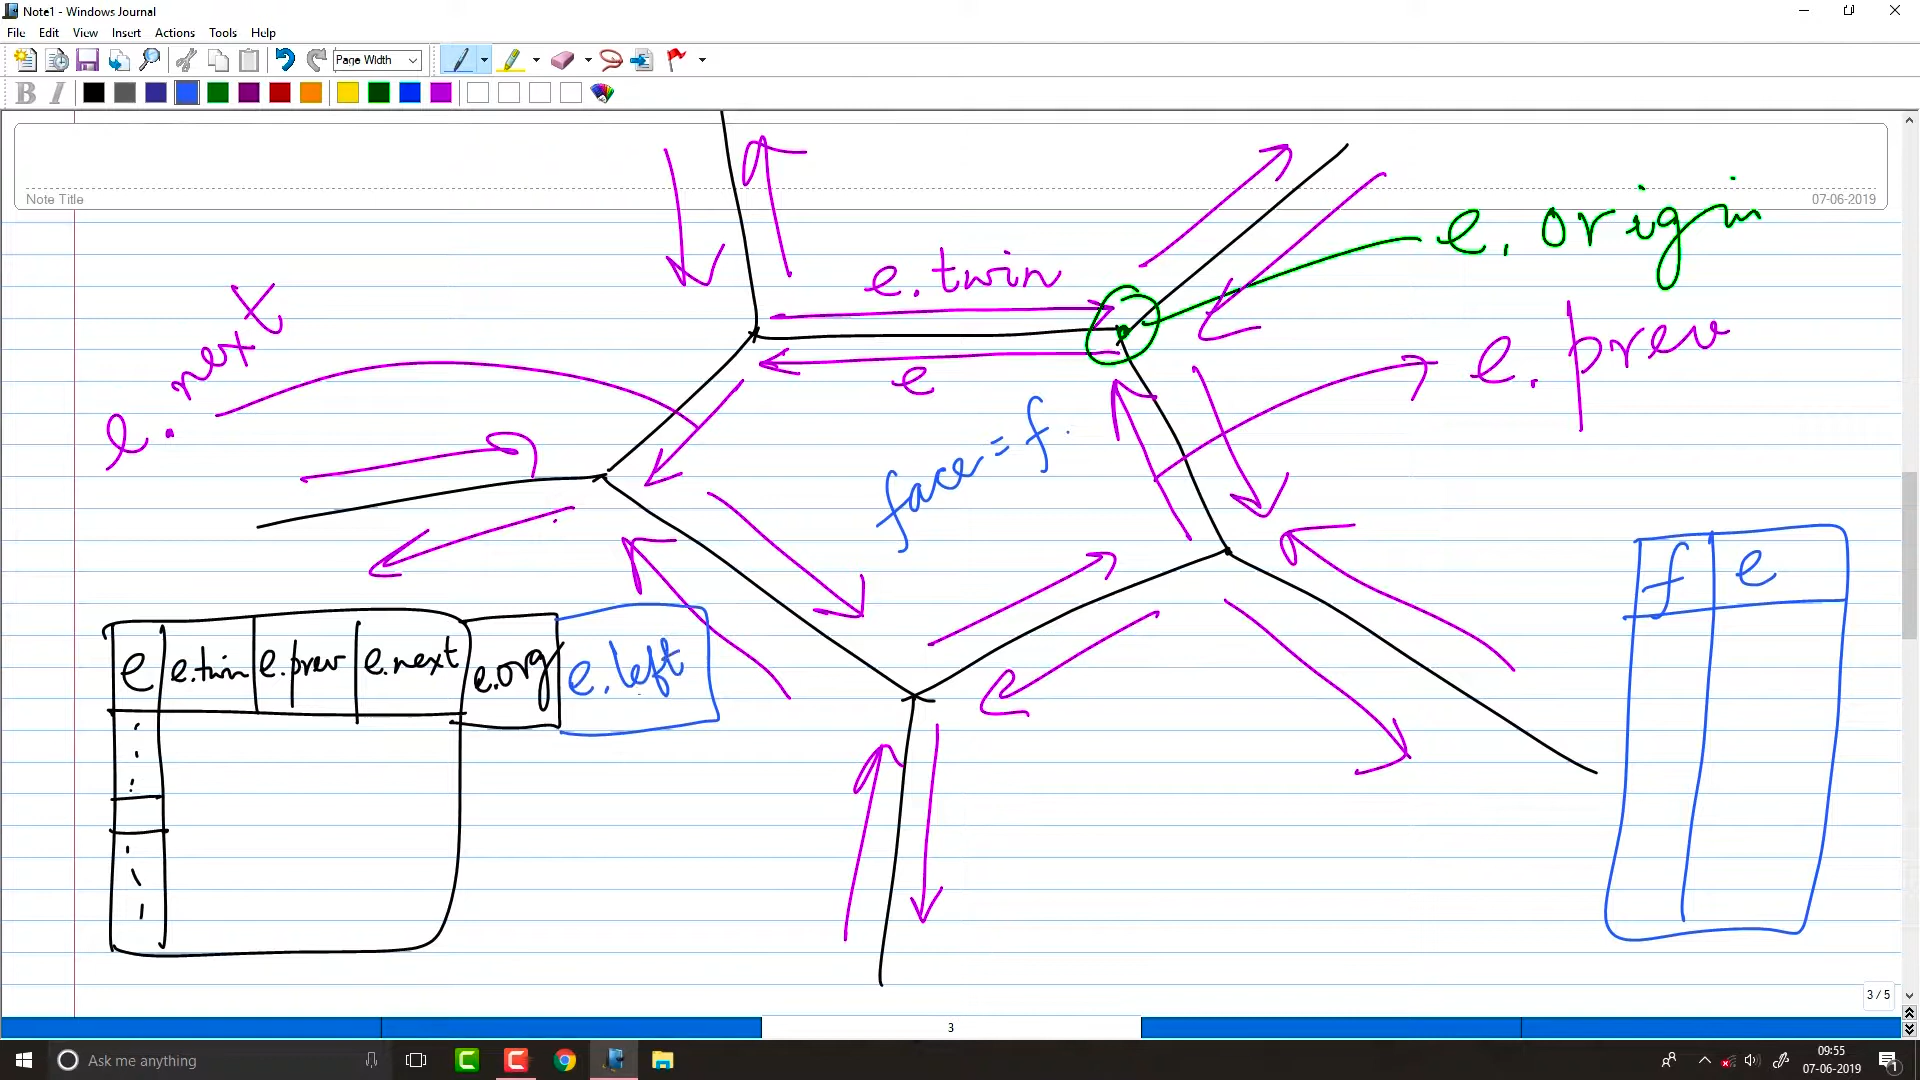 Note1 - Windows Journal
File Edit View Insert Actions Tools Help
Page Width
B I
Note Title
07-06-2019
e.origin
e.twin
e.prev
e.next
e
face = f
f e
e e.twin e.prev e.next e.org e.left
3 / 5
3
Ask me anything
09:55
07-06-2019
1